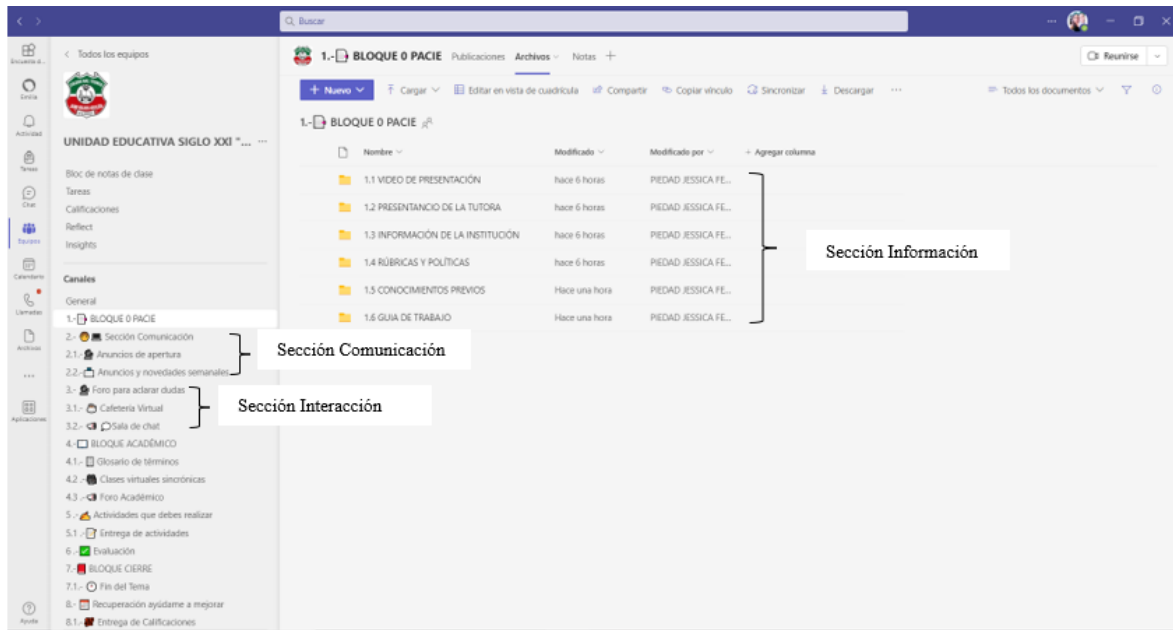 Buscar
Encuesta d...
Emilia
Actividad
Tareas
Chat
Equipos
Calendario
Llamadas
Archivos
Aplicaciones
Ayuda
Todos los equipos
UNIDAD EDUCATIVA SIGLO XXI "...
Bloc de notas de clase
Tareas
Calificaciones
Reflect
Insights
Canales
General
1.- BLOQUE 0 PACIE
2.- Sección Comunicación
2.1.- Anuncios de apertura
2.2.- Anuncios y novedades semanales
3.- Foro para aclarar dudas
3.1.- Cafetería Virtual
3.2.- Sala de chat
4.- BLOQUE ACADÉMICO
4.1.- Glosario de términos
4.2 .- Clases virtuales sincrónicas
4.3 .- Foro Académico
5 .- Actividades que debes realizar
5.1 .- Entrega de actividades
6 .- Evaluación
7.- BLOQUE CIERRE
7.1.- Fin del Tema
8.- Recuperación ayúdame a mejorar
8.1.- Entrega de Calificaciones
1.- BLOQUE 0 PACIE Publicaciones Archivos Notas +
Reunirse
+ Nuevo Cargar Editar en vista de cuadrícula Compartir Copiar vínculo Sincronizar Descargar ... Todos los documentos
1.- BLOQUE 0 PACIE
Nombre Modificado Modificado por + Agregar columna
1.1 VIDEO DE PRESENTACIÓN hace 6 horas PIEDAD JESSICA FE...
1.2 PRESENTANCIO DE LA TUTORA hace 6 horas PIEDAD JESSICA FE...
1.3 INFORMACIÓN DE LA INSTITUCIÓN hace 6 horas PIEDAD JESSICA FE...
1.4 RÚBRICAS Y POLÍTICAS hace 6 horas PIEDAD JESSICA FE...
1.5 CONOCIMIENTOS PREVIOS Hace una hora PIEDAD JESSICA FE...
1.6 GUIA DE TRABAJO Hace una hora PIEDAD JESSICA FE...
Sección Información
Sección Comunicación
Sección Interacción